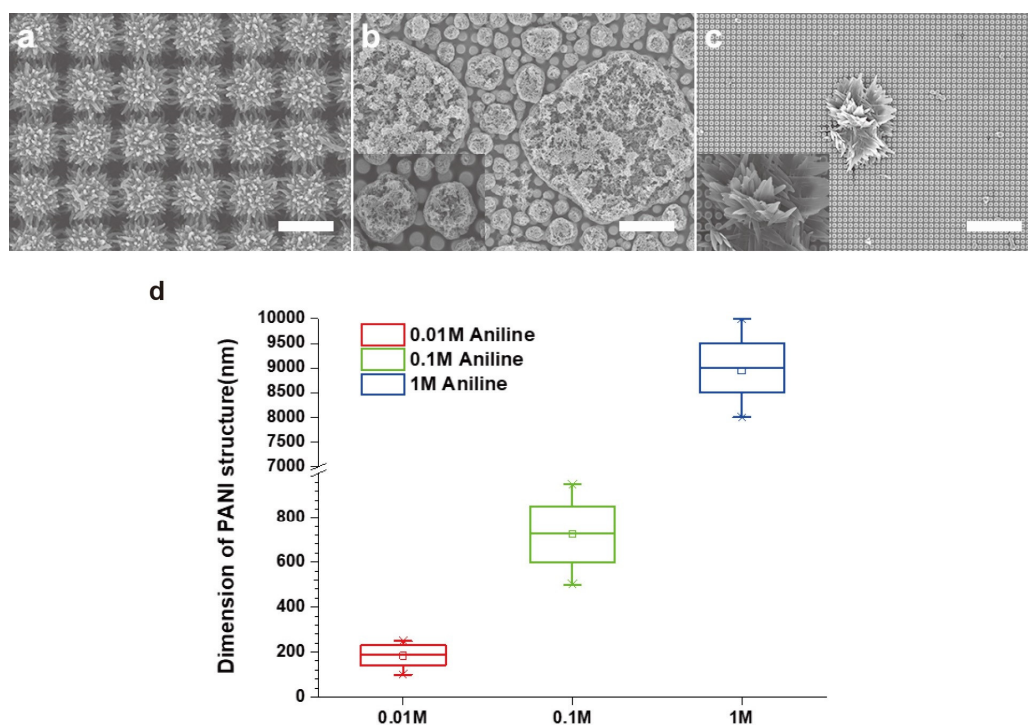 a
b
c
d
Dimension of PANI structure(nm)
10000
9500
9000
8500
8000
7500
7000
800
600
400
200
0
0.01M Aniline
0.1M Aniline
1M Aniline
0.01M 0.1M 1M